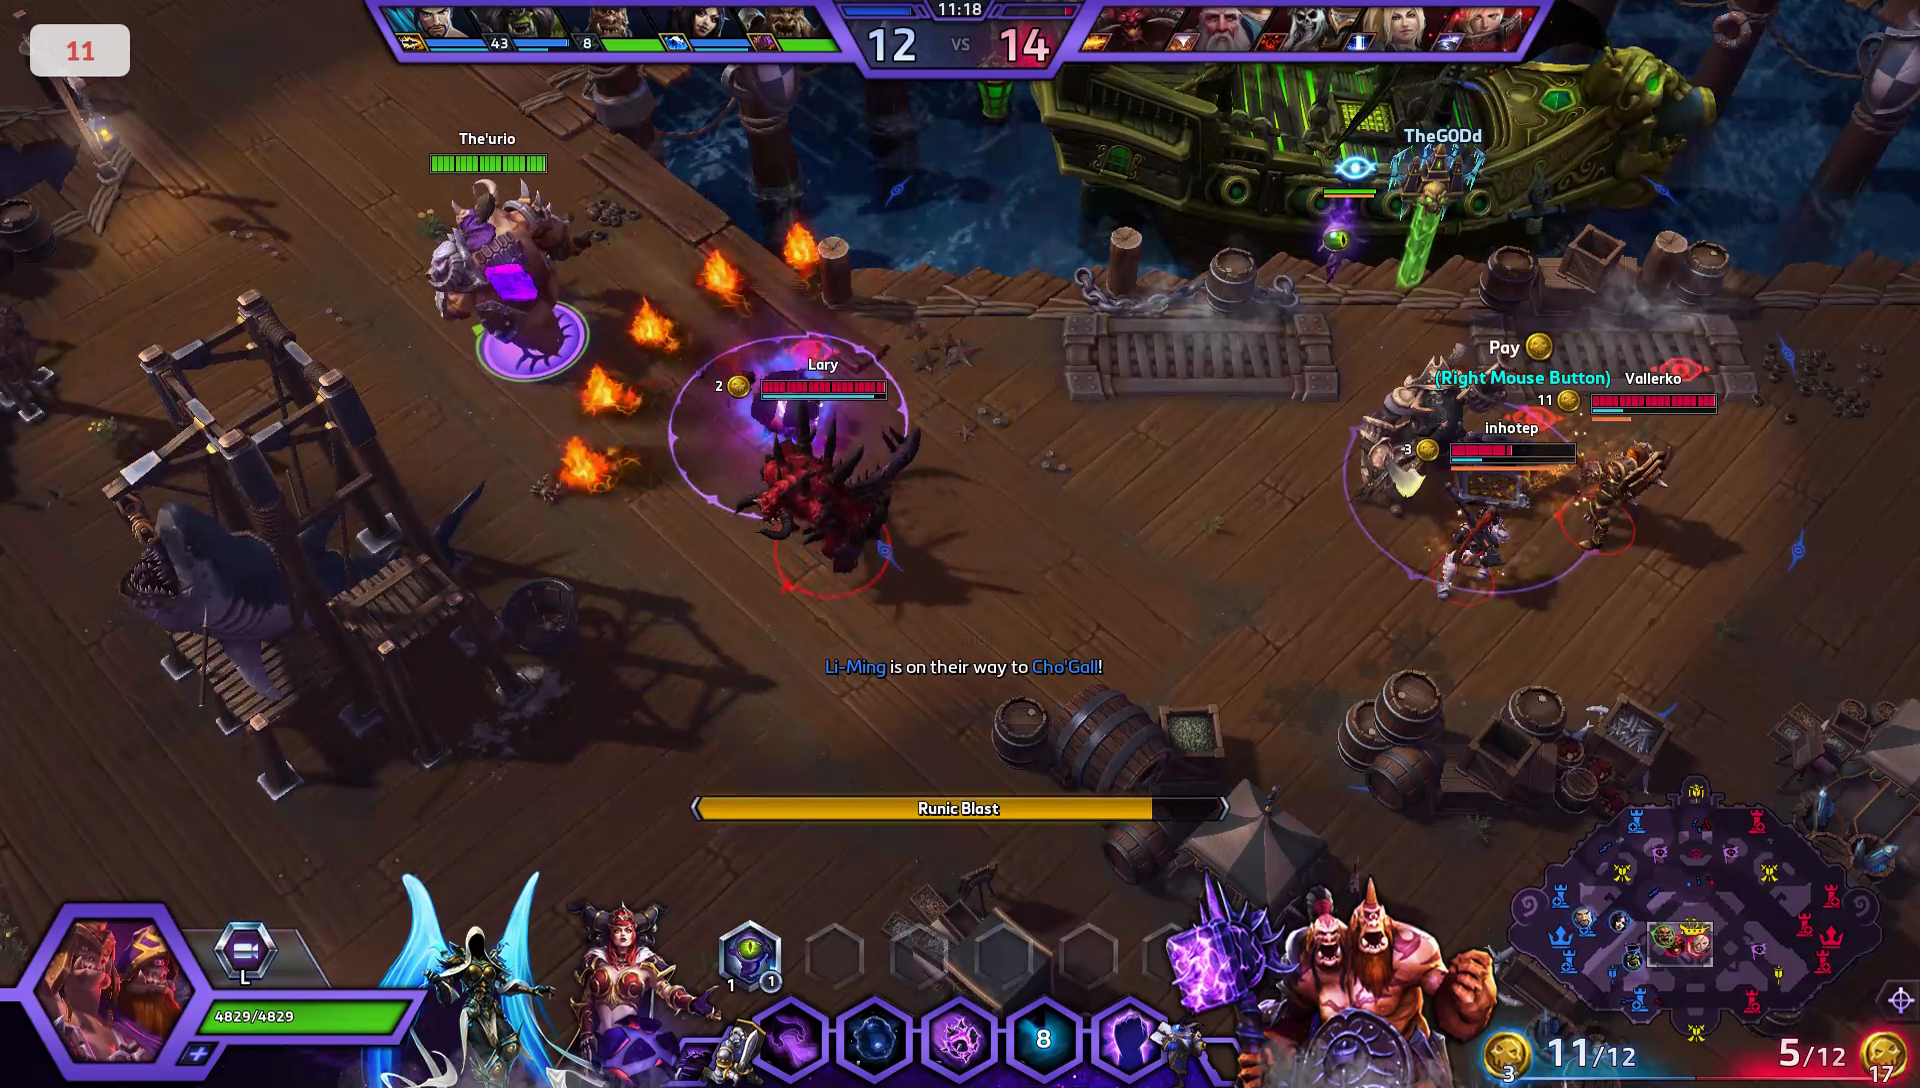 11
43
8
12 VS 14
11:18
The'urio
TheGODd
2
Lary
Pay
(Right Mouse Button)
Vallerko
11
inhotep
3
Li-Ming is on their way to Cho'Gall!
Runic Blast
L
4829/4829
1
1
8
11/12
3
5/12
17